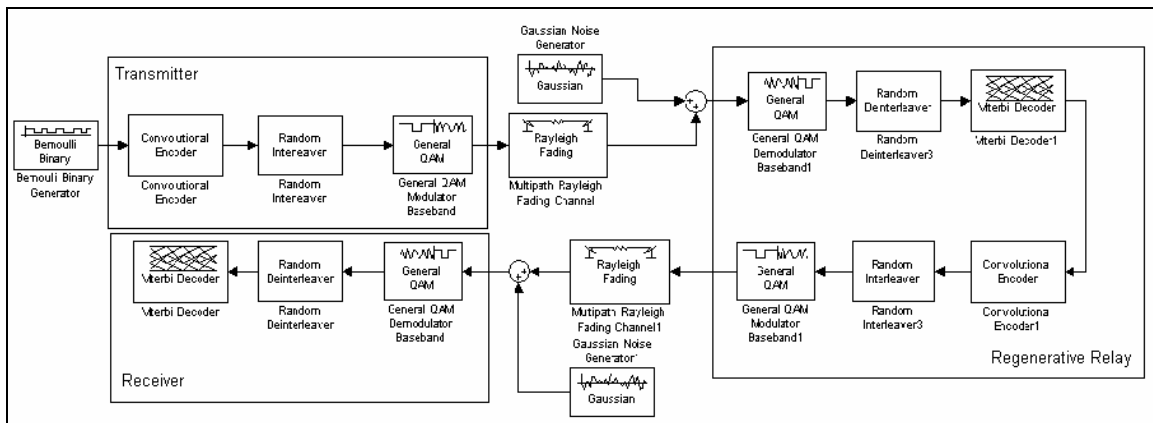 Transmitter
Bernoulli
Binary
Bernoulli Binary
Generator
Convoutional
Encoder
Convoutional
Encoder
Random
Intereaver
Random
Intereaver
General
QAM
General QAM
Modulator
Baseband
Rayleigh
Fading
Multipath Rayleigh
Fading Channel
Gaussian Noise
Generator
Gaussian
General
QAM
General QAM
Demodulator
Baseband1
Random
Deinterleaver
Random
Deinterleaver3
Viterbi Decoder
Viterbi Decoder1
Convolutiona
Encoder
Convolutiona
Encoder1
Random
Interleaver
Random
Interleaver3
General
QAM
General QAM
Modulator
Baseband1
Regenerative Relay
Rayleigh
Fading
Mutipath Rayleigh
Fading Channel1
Gaussian Noise
Generator1
Gaussian
General
QAM
General QAM
Demodulator
Baseband
Random
Deinterleaver
Random
Deinterleaver
Viterbi Decoder
Viterbi Decoder
Receiver